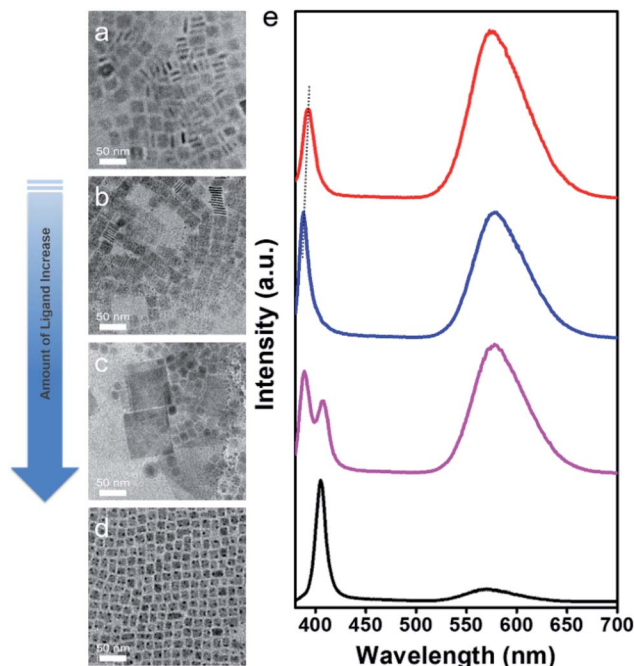 a
50 nm
b
50 nm
c
50 nm
d
50 nm
Amount of Ligand Increase
e
Intensity (a.u.)
400 450 500 550 600 650 700
Wavelength (nm)